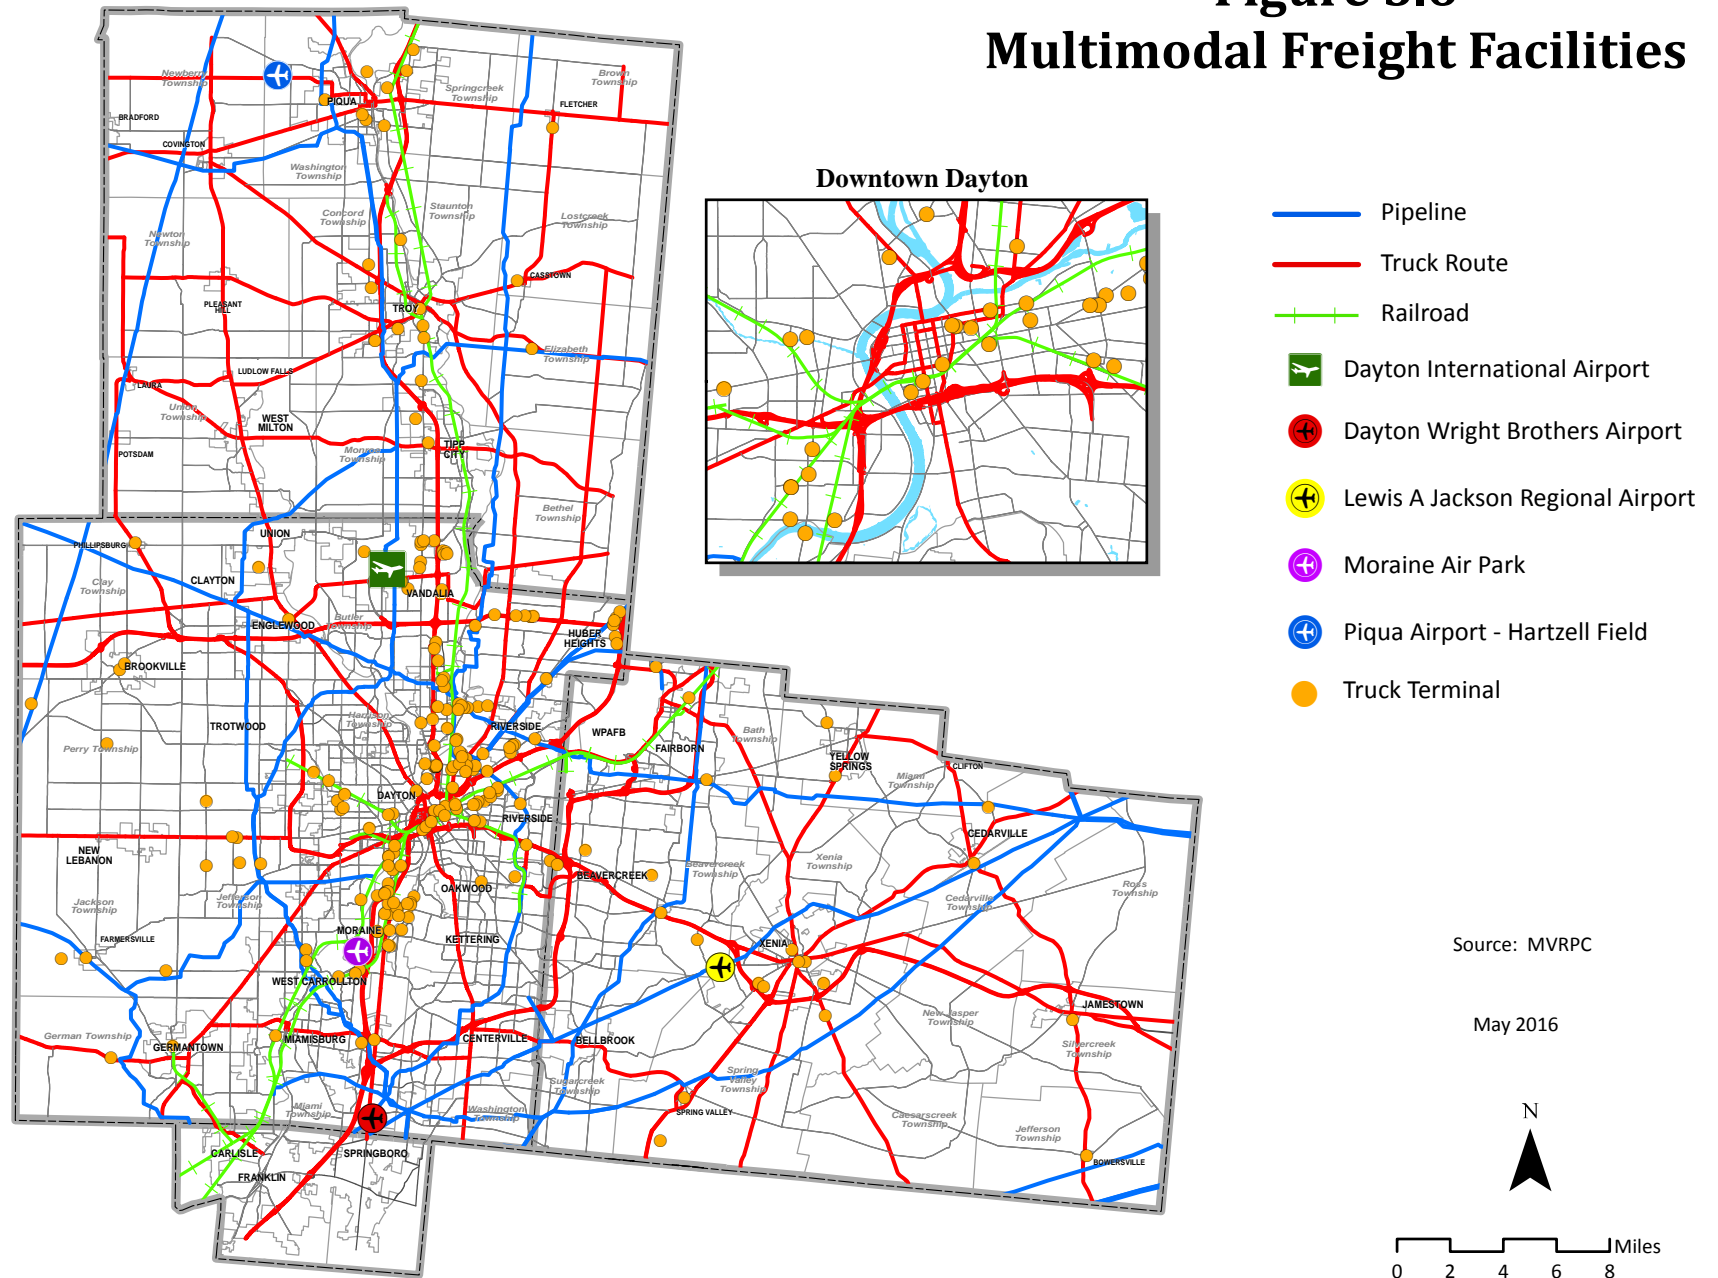 Multimodal Freight Facilities
Newberry
Township
Brown
Township
Springcreek
Township
PIQUA
FLETCHER
BRADFORD
COVINGTON
Washington
Township
Downtown Dayton
Concord
Township
Staunton
Township
Lostcreek
Township
Newton
Township
Pipeline
Truck Route
Railroad
Dayton International Airport
Dayton Wright Brothers Airport
Lewis A Jackson Regional Airport
Moraine Air Park
Piqua Airport - Hartzell Field
Truck Terminal
CASSTOWN
PLEASANT
HILL
TROY
Elizabeth
Township
LUDLOW FALLS
LAURA
Union
Township
WEST
MILTON
TIPP
CITY
Monroe
Township
POTSDAM
Bethel
Township
UNION
PHILLIPSBURG
CLAYTON
Clay
Township
VANDALIA
Butler
Township
ENGLEWOOD
HUBER
HEIGHTS
BROOKVILLE
Harrison
Township
TROTWOOD
RIVERSIDE
WPAFB
FAIRBORN
Bath
Township
Perry Township
YELLOW
SPRINGS
CLIFTON
Miami
Township
DAYTON
RIVERSIDE
CEDARVILLE
NEW
LEBANON
Xenia
Township
Beavercreek
Township
BEAVERCREEK
OAKWOOD
Ross
Township
Jefferson
Township
Jackson
Township
Cedarville
Township
MORAINE
KETTERING
FARMERSVILLE
XENIA
Source: MVRPC
WEST CARROLLTON
JAMESTOWN
New Jasper
Township
May 2016
German Township
GERMANTOWN
MIAMISBURG
CENTERVILLE
BELLBROOK
Silvercreek
Township
Spring
Valley
Township
Sugarcreek
Township
Miami
Township
Washington
Township
SPRING VALLEY
Caesarscreek
Township
Jefferson
Township
CARLISLE
SPRINGBORO
BOWERSVILLE
FRANKLIN
N
Miles
0 2 4 6 8